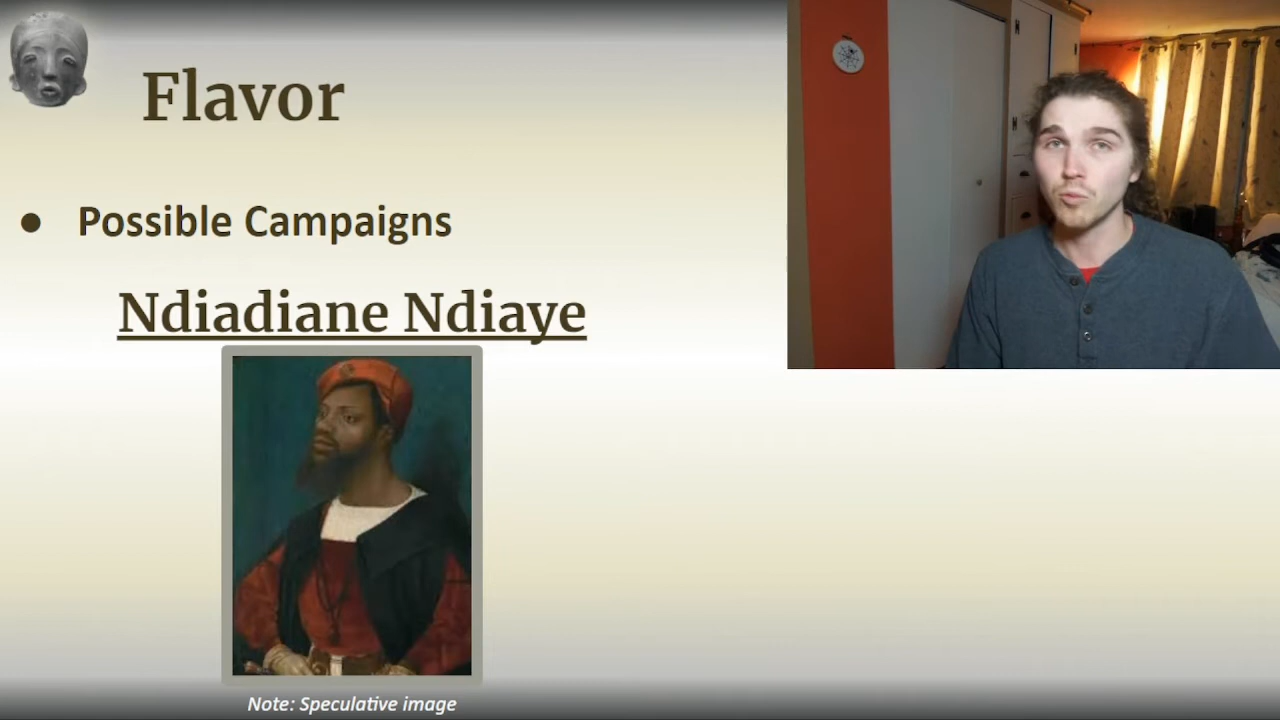 Flavor
● Possible Campaigns
Ndiadiane Ndiaye
Note: Speculative image